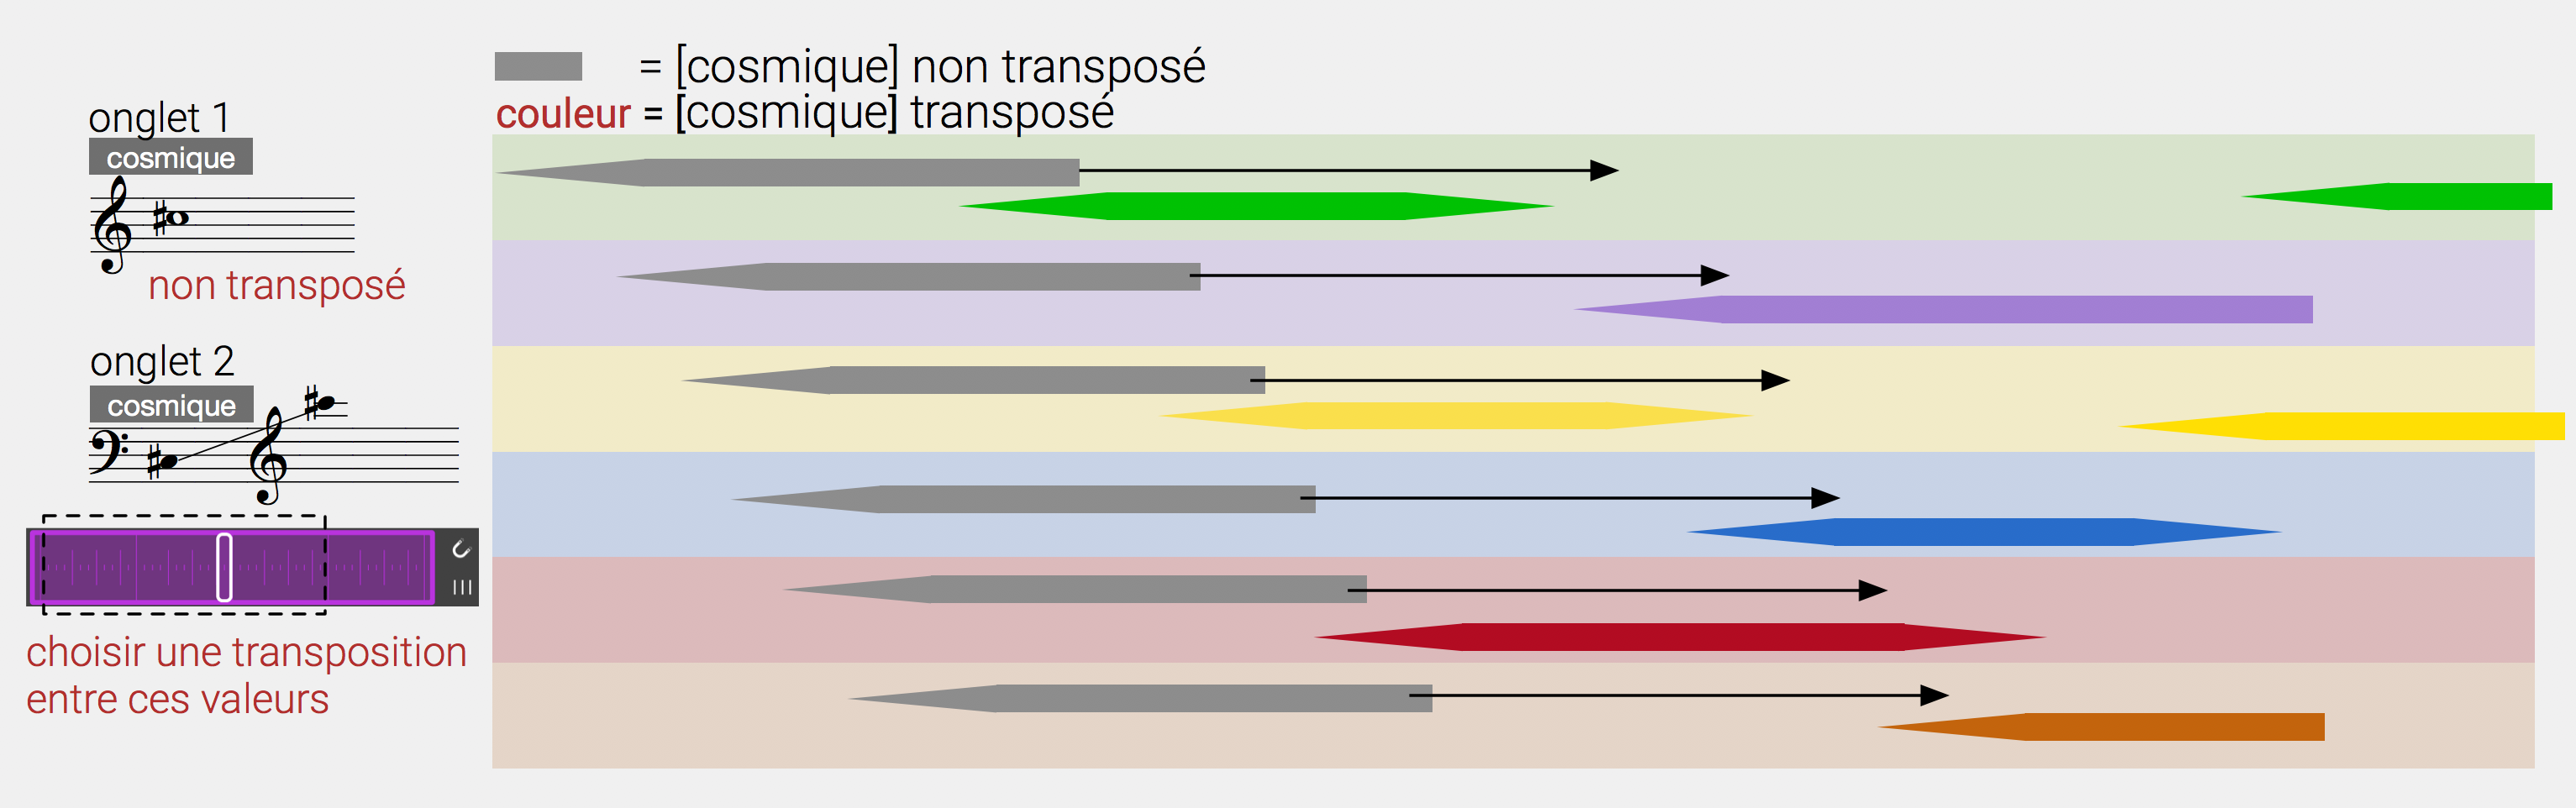 = [cosmique] non transposé
couleur = [cosmique] transposé
onglet 1
cosmique
non transposé
onglet 2
cosmique
choisir une transposition
entre ces valeurs